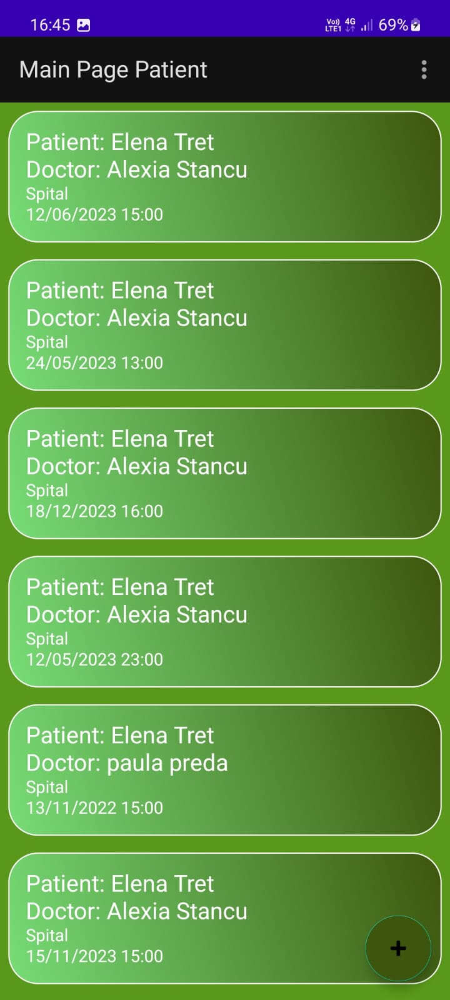 16:45
Vo)) 4G
LTE1
69%
Main Page Patient
Patient: Elena Tret
Doctor: Alexia Stancu
Spital
12/06/2023 15:00
Patient: Elena Tret
Doctor: Alexia Stancu
Spital
24/05/2023 13:00
Patient: Elena Tret
Doctor: Alexia Stancu
Spital
18/12/2023 16:00
Patient: Elena Tret
Doctor: Alexia Stancu
Spital
12/05/2023 23:00
Patient: Elena Tret
Doctor: paula preda
Spital
13/11/2022 15:00
Patient: Elena Tret
Doctor: Alexia Stancu
Spital
15/11/2023 15:00
+